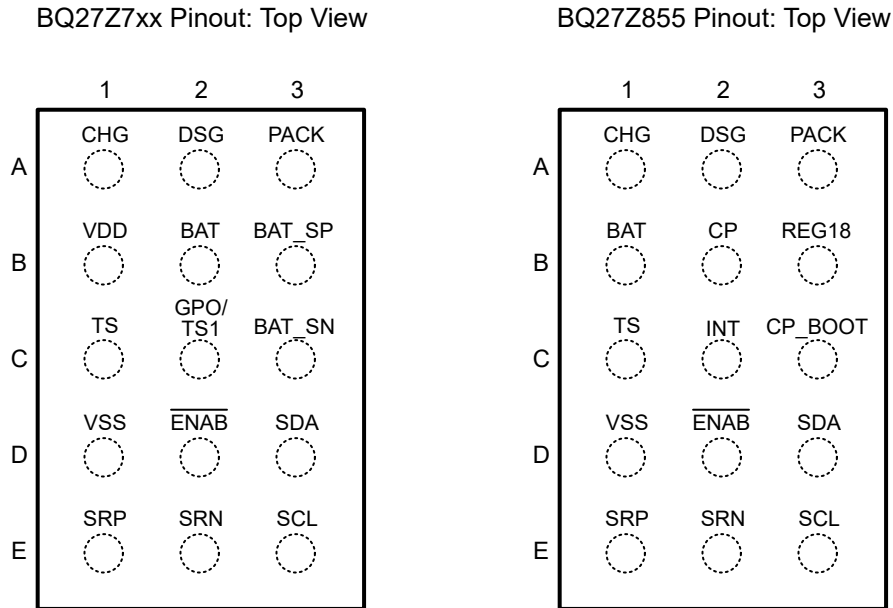 BQ27Z7xx Pinout: Top View
1 2 3
A
CHG DSG PACK
B
VDD BAT BAT_SP
C
TS GPO/
TS1 BAT_SN
D
VSS ENAB SDA
E
SRP SRN SCL
BQ27Z855 Pinout: Top View
1 2 3
A
CHG DSG PACK
B
BAT CP REG18
C
TS INT CP_BOOT
D
VSS ENAB SDA
E
SRP SRN SCL